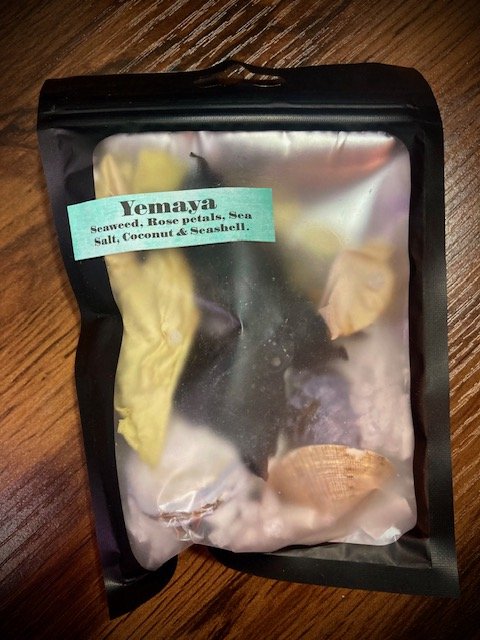 Yemaya
Seaweed, Rose petals, Sea
Salt, Coconut & Seashell.